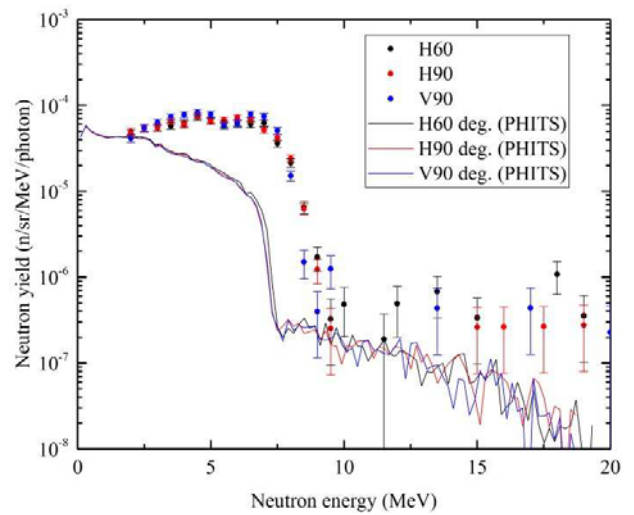 H60
H90
V90
H60 deg. (PHITS)
H90 deg. (PHITS)
V90 deg. (PHITS)
Neutron yield (n/sr/MeV/photon)
10⁻³
10⁻⁴
10⁻⁵
10⁻⁶
10⁻⁷
10⁻⁸
0 5 10 15 20
Neutron energy (MeV)